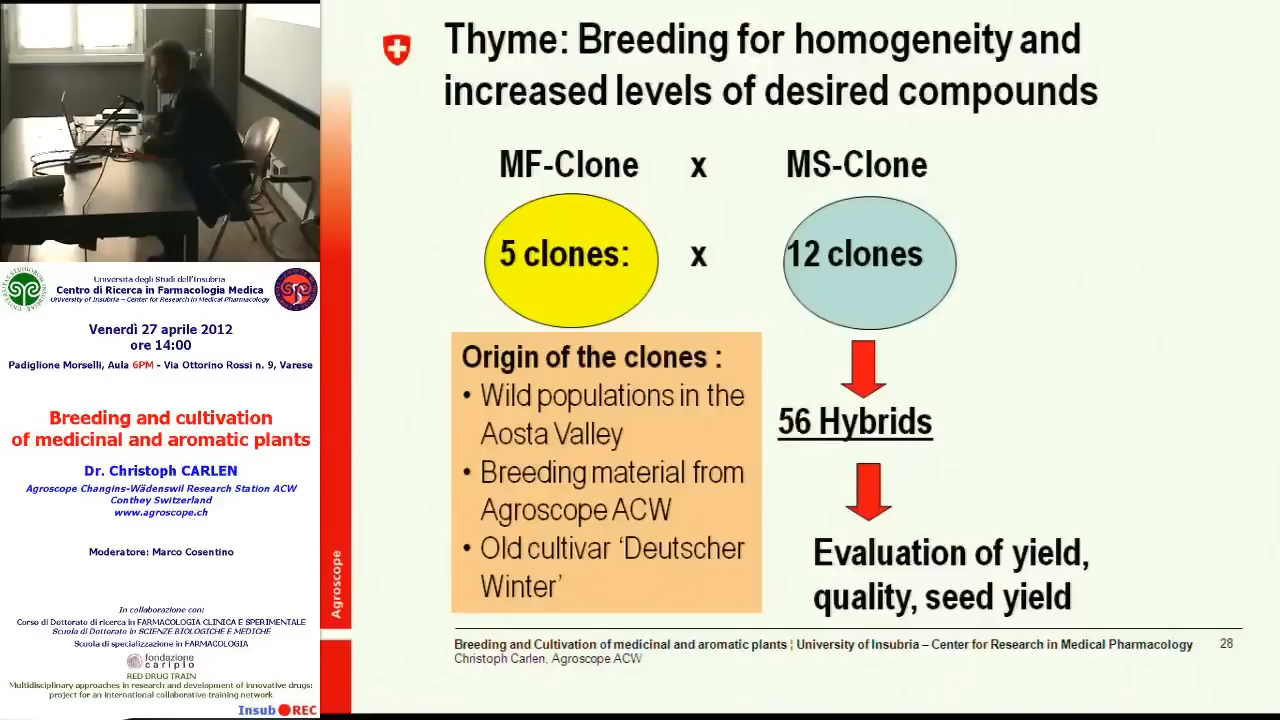 Università degli Studi dell'Insubria
Centro di Ricerca in Farmacologia Medica
University of Insubria – Center for Research in Medical Pharmacology
Venerdì 27 aprile 2012
ore 14:00
Padiglione Morselli, Aula 6PM - Via Ottorino Rossi n. 9, Varese
Breeding and cultivation
of medicinal and aromatic plants
Dr. Christoph CARLEN
Agroscope Changins-Wädenswil Research Station ACW
Conthey Switzerland
www.agroscope.ch
Moderatore: Marco Cosentino
In collaborazione con:
Corso di Dottorato di ricerca in FARMACOLOGIA CLINICA E SPERIMENTALE
Scuola di Dottorato in SCIENZE BIOLOGICHE E MEDICHE
Scuola di specializzazione in FARMACOLOGIA
fondazione
cariplo
RED DRUG TRAIN
Multidisciplinary approaches in research and development of innovative drugs:
project for an international collaborative training network
Insub REC
Agroscope
Thyme: Breeding for homogeneity and
increased levels of desired compounds
MF-Clone x MS-Clone
5 clones: x 12 clones
Origin of the clones :
• Wild populations in the
Aosta Valley
• Breeding material from
Agroscope ACW
• Old cultivar ‘Deutscher
Winter’
56 Hybrids
Evaluation of yield,
quality, seed yield
Breeding and Cultivation of medicinal and aromatic plants ¦ University of Insubria – Center for Research in Medical Pharmacology 28
Christoph Carlen, Agroscope ACW